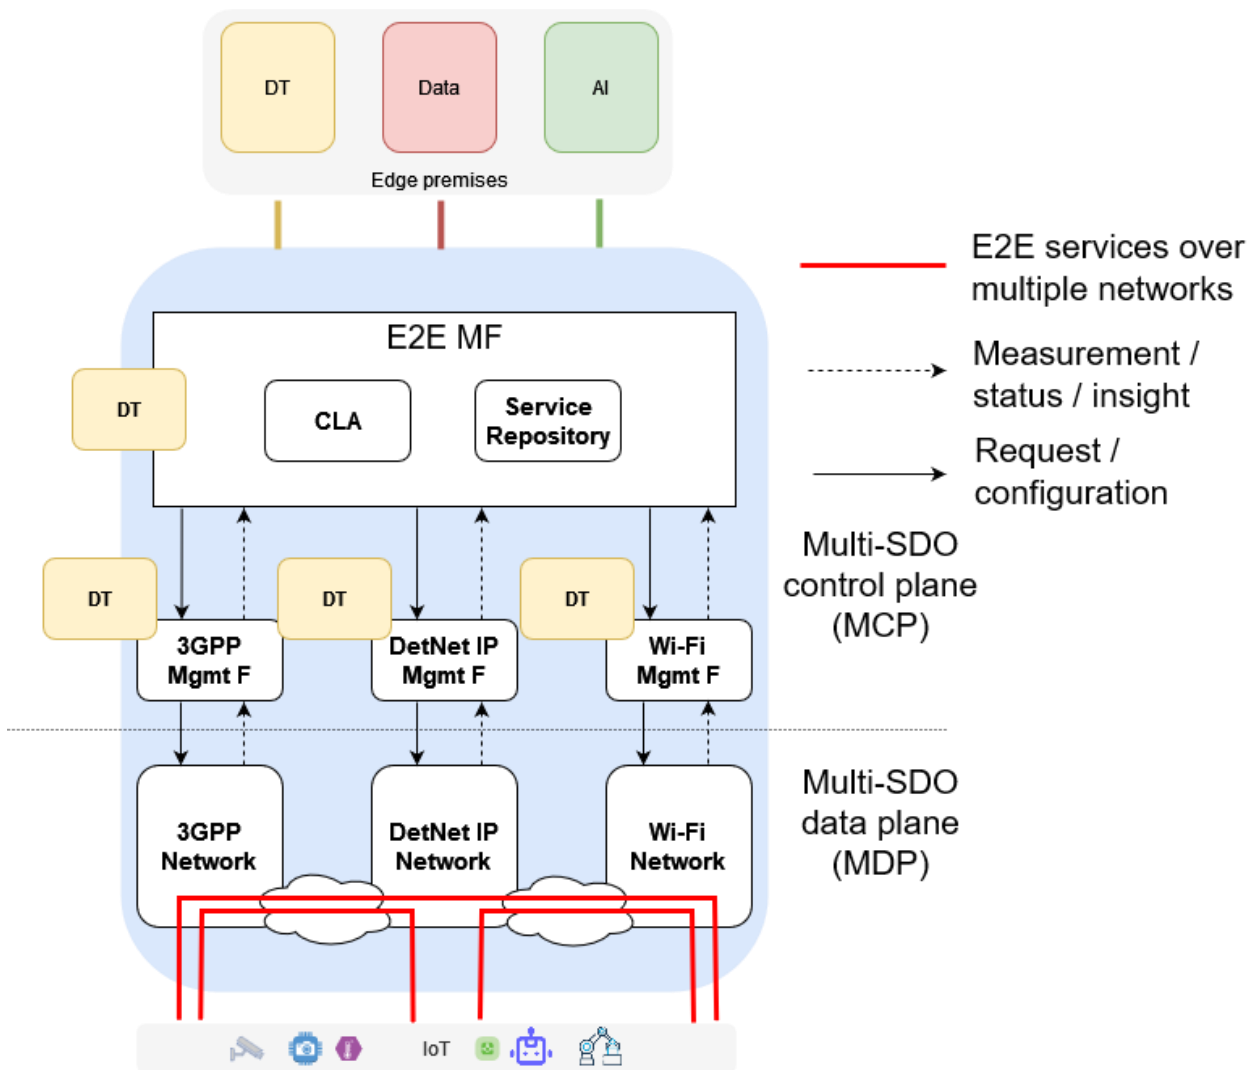 DT
Data
AI
Edge premises
E2E services over
multiple networks
E2E MF
Measurement /
status / insight
DT
CLA
Service
Repository
Request /
configuration
Multi-SDO
control plane
(MCP)
DT
DT
DT
3GPP
Mgmt F
DetNet IP
Mgmt F
Wi-Fi
Mgmt F
Multi-SDO
data plane
(MDP)
3GPP
Network
DetNet IP
Network
Wi-Fi
Network
IoT